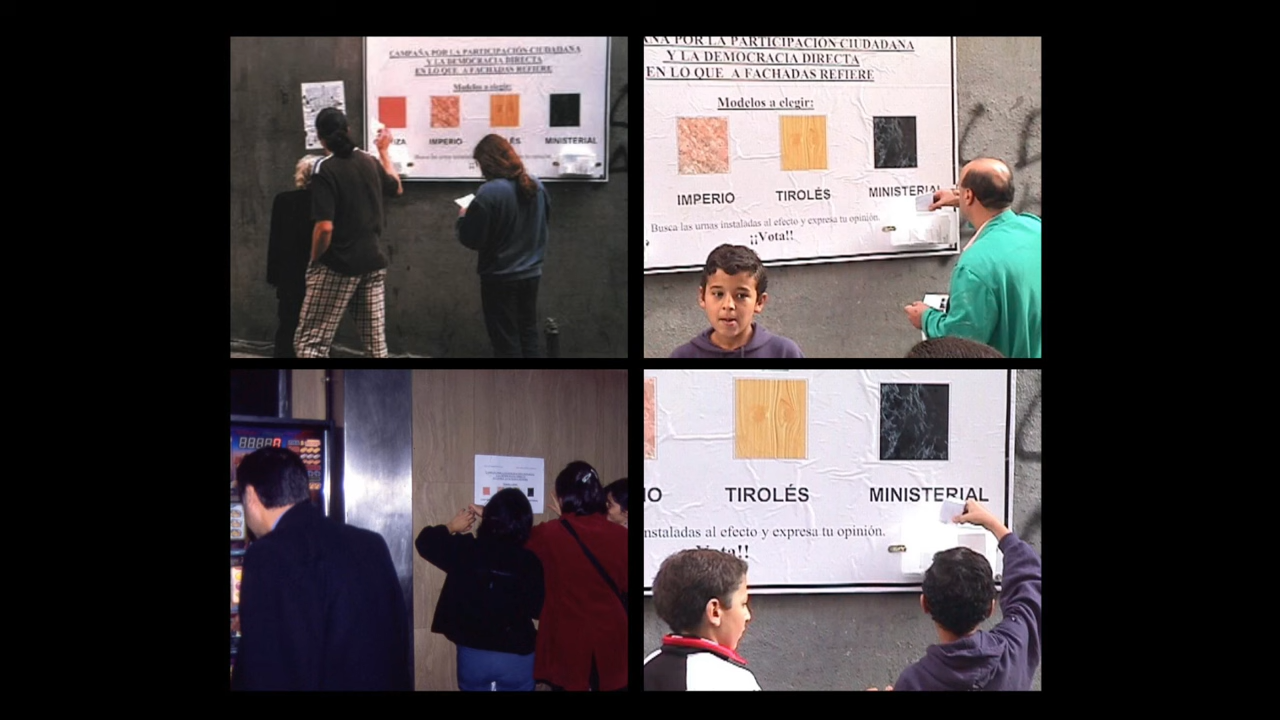 CAMPAÑA POR LA PARTICIPACIÓN CIUDADANA
Y LA DEMOCRACIA DIRECTA
EN LO QUE A FACHADAS REFIERE
Modelos a elegir:
IMPERIO
MINISTERIAL
POR LA PARTICIPACIÓN CIUDADANA
Y LA DEMOCRACIA DIRECTA
EN LO QUE A FACHADAS REFIERE
Modelos a elegir:
IMPERIO TIROLÉS MINISTERIAL
Busca las urnas instaladas al efecto y expresa tu opinión.
¡¡Vota!!
TIROLÉS MINISTERIAL
instaladas al efecto y expresa tu opinión.